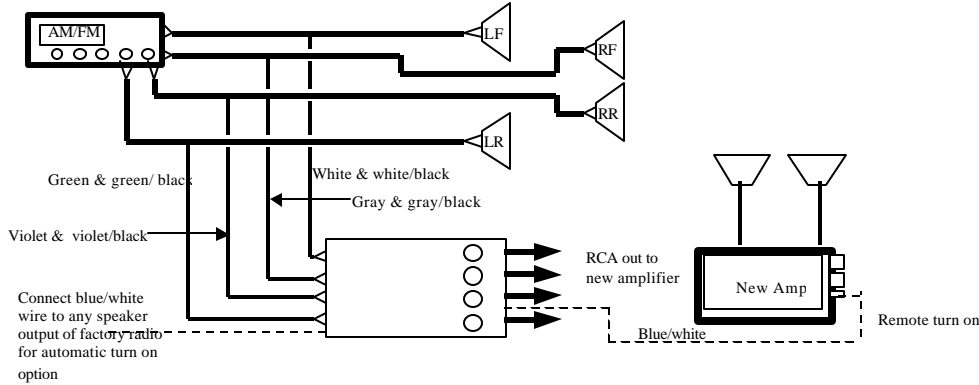 AM/FM
LF
RF
RR
LR
Green & green/ black
White & white/black
Gray & gray/black
Violet & violet/black
RCA out to
new amplifier
New Amp
Connect blue/white
wire to any speaker
output of factory radio
for automatic turn on
option
Blue/white
Remote turn on